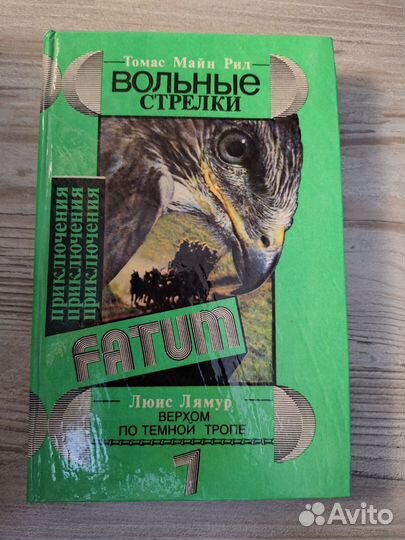 Томас Майн Рид
ВОЛЬНЫЕ
СТРЕЛКИ
приключения
приключения
приключения
FATUM
Люис Лямур
ВЕРХОМ
ПО ТЕМНОЙ ТРОПЕ
7
Avito